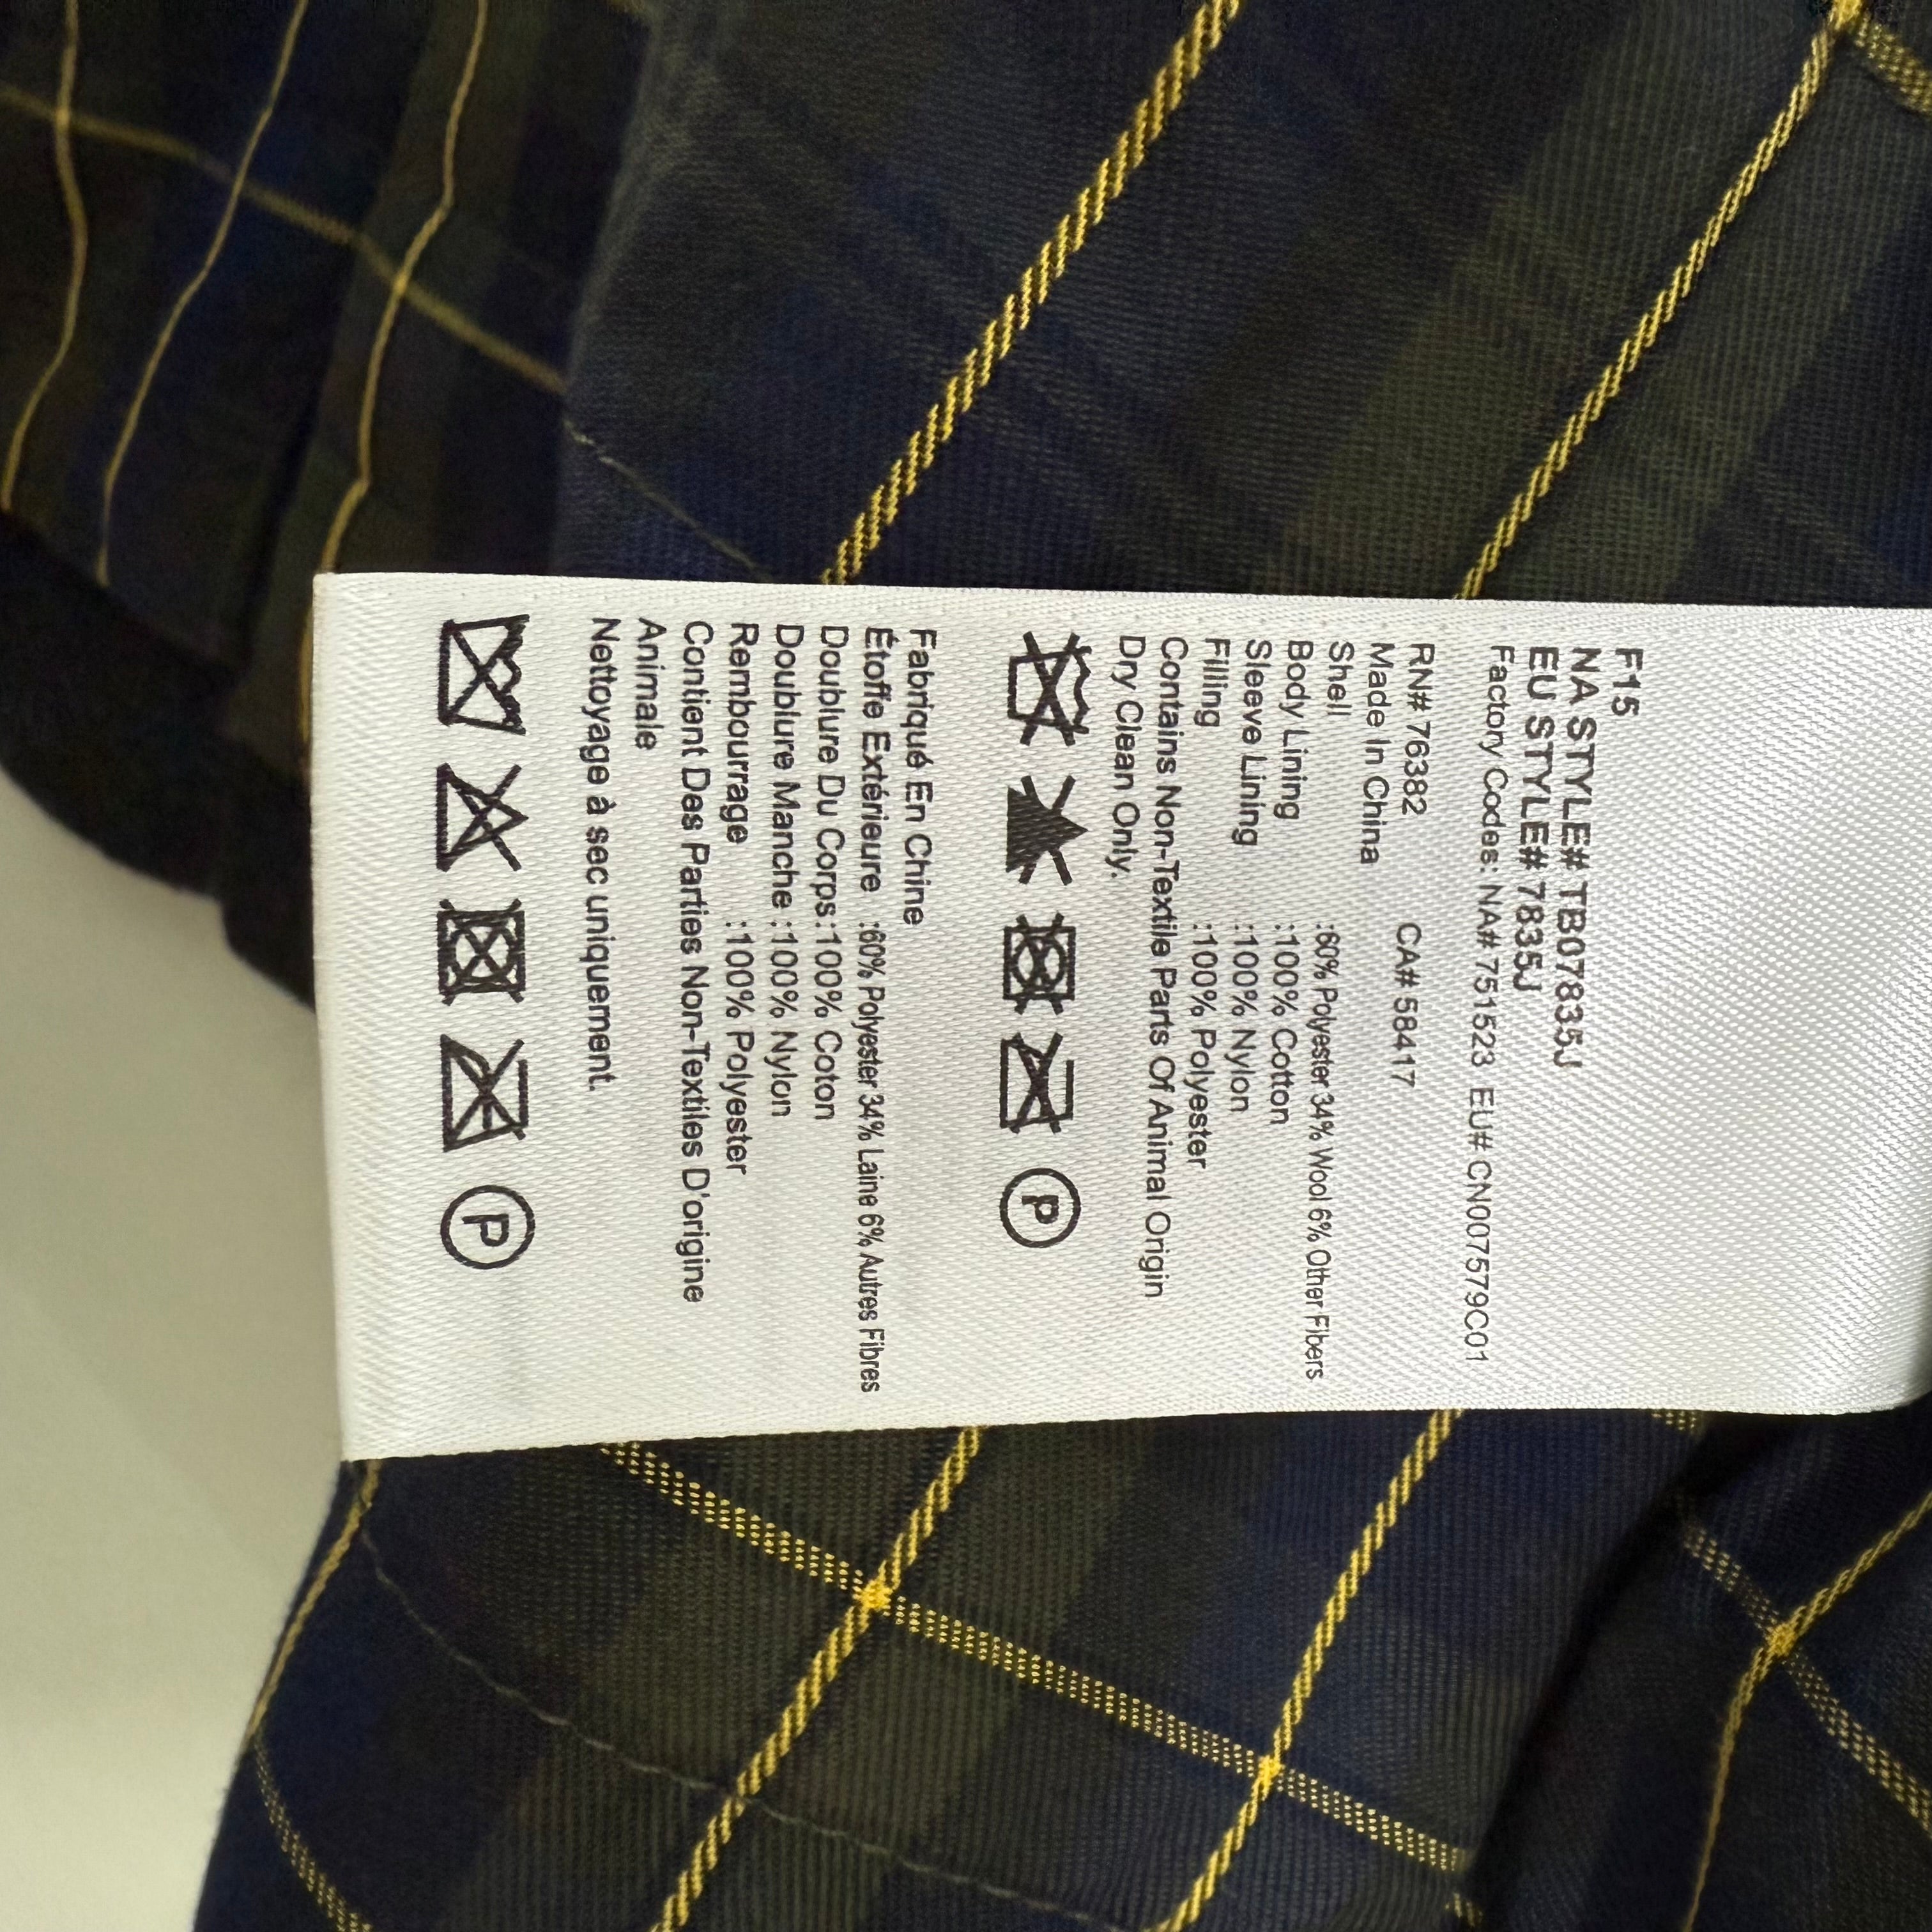 F15
NA STYLE# TB07835J
EU STYLE# 7835J
Factory Codes: NA# 751523 EU# CN007579C01
RN# 76382 CA# 58417
Made In China
Shell :60% Polyester 34% Wool 6% Other Fibers
Body Lining :100% Cotton
Sleeve Lining :100% Nylon
Filling :100% Polyester
Contains Non-Textile Parts Of Animal Origin
Dry Clean Only.
P
Fabriqué En Chine
Étoffe Extérieure :60% Polyester 34% Laine 6% Autres Fibres
Doublure Du Corps:100% Coton
Doublure Manche :100% Nylon
Rembourrage :100% Polyester
Contient Des Parties Non-Textiles D'origine
Animale
Nettoyage à sec uniquement.
P